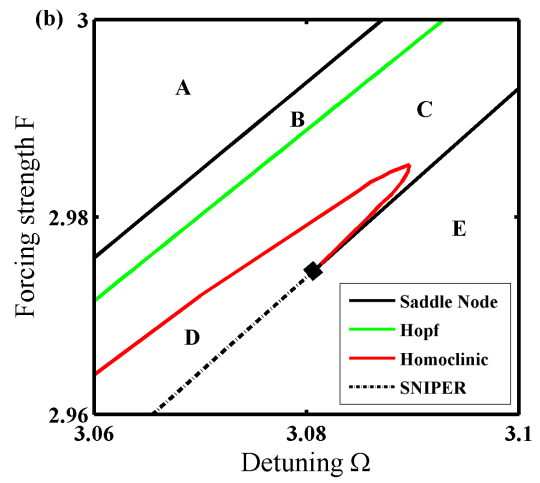 (b)
3
A
B
C
2.98
E
D
Saddle Node
Hopf
Homoclinic
SNIPER
2.96
3.06
3.08
3.1
Forcing strength F
Detuning Ω